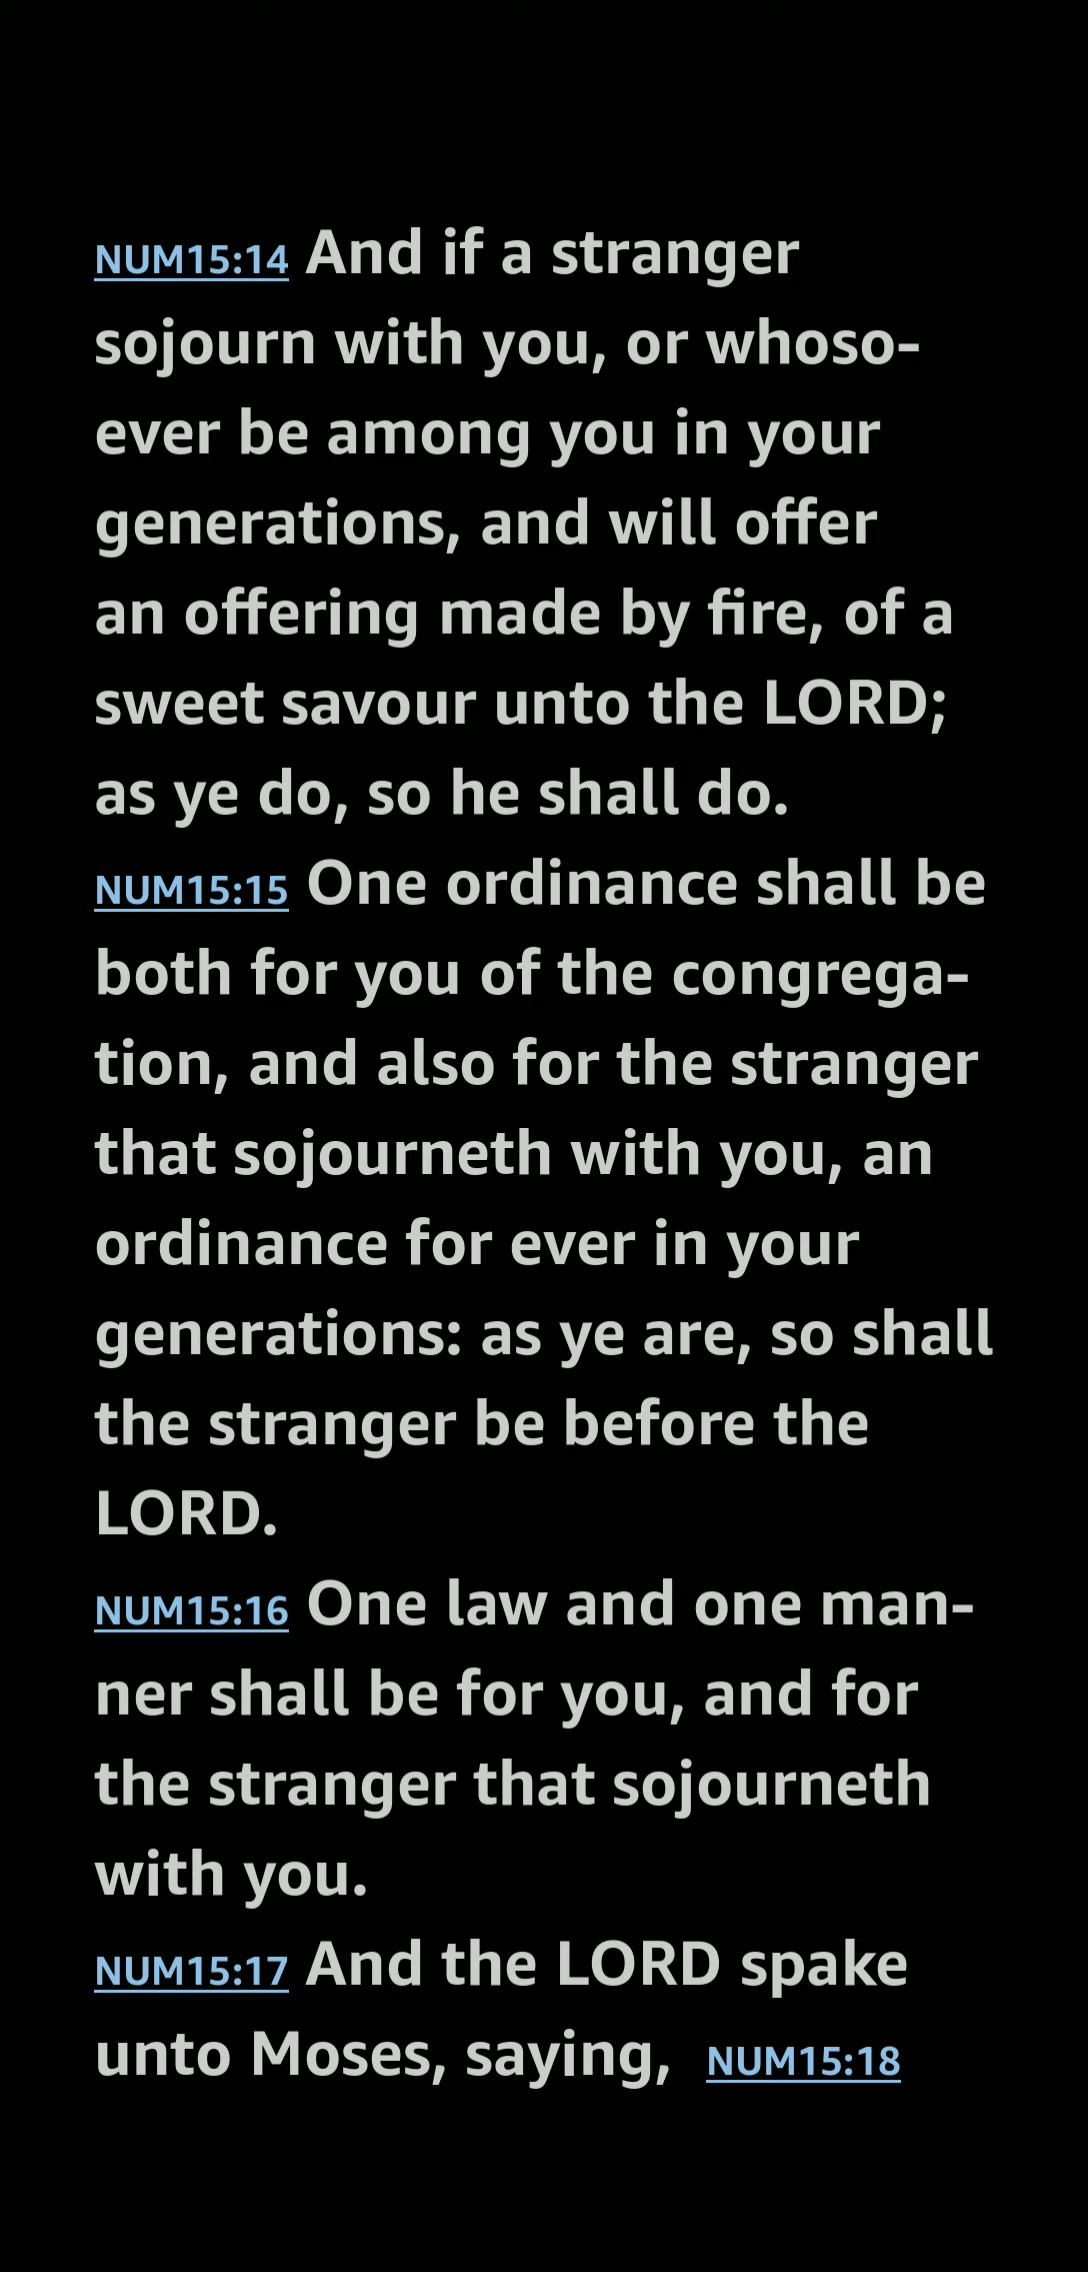 NUM15:14 And if a stranger
sojourn with you, or whoso-
ever be among you in your
generations, and will offer
an offering made by fire, of a
sweet savour unto the LORD;
as ye do, so he shall do.
NUM15:15 One ordinance shall be
both for you of the congrega-
tion, and also for the stranger
that sojourneth with you, an
ordinance for ever in your
generations: as ye are, so shall
the stranger be before the
LORD.
NUM15:16 One law and one man-
ner shall be for you, and for
the stranger that sojourneth
with you.
NUM15:17 And the LORD spake
unto Moses, saying, NUM15:18